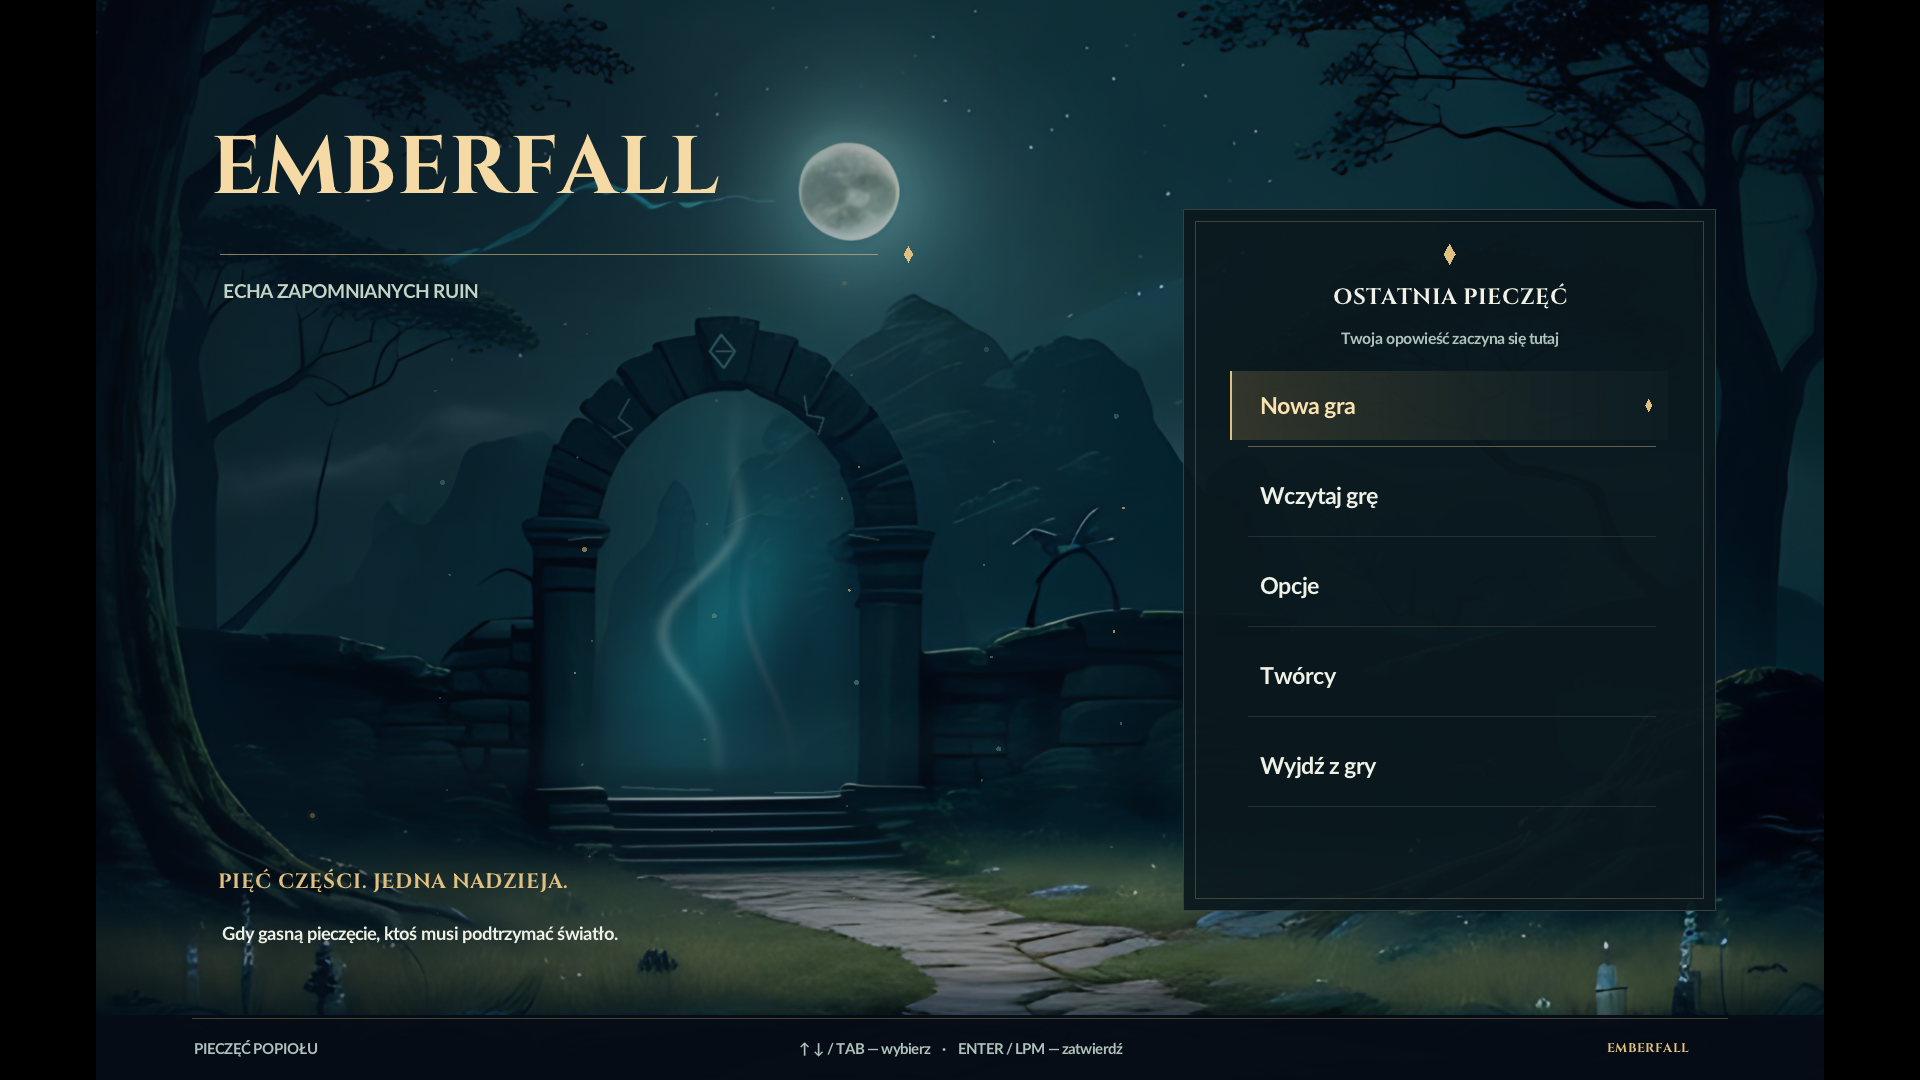 EMBERFALL
ECHA ZAPOMNIANYCH RUIN
OSTATNIA PIECZĘĆ
Twoja opowieść zaczyna się tutaj
Nowa gra
Wczytaj grę
Opcje
Twórcy
Wyjdź z gry
PIĘĆ CZĘŚCI. JEDNA NADZIEJA.
Gdy gasną pieczęcie, ktoś musi podtrzymać światło.
PIECZĘĆ POPIOŁU
↑ ↓ / TAB — wybierz · ENTER / LPM — zatwierdź
EMBERFALL